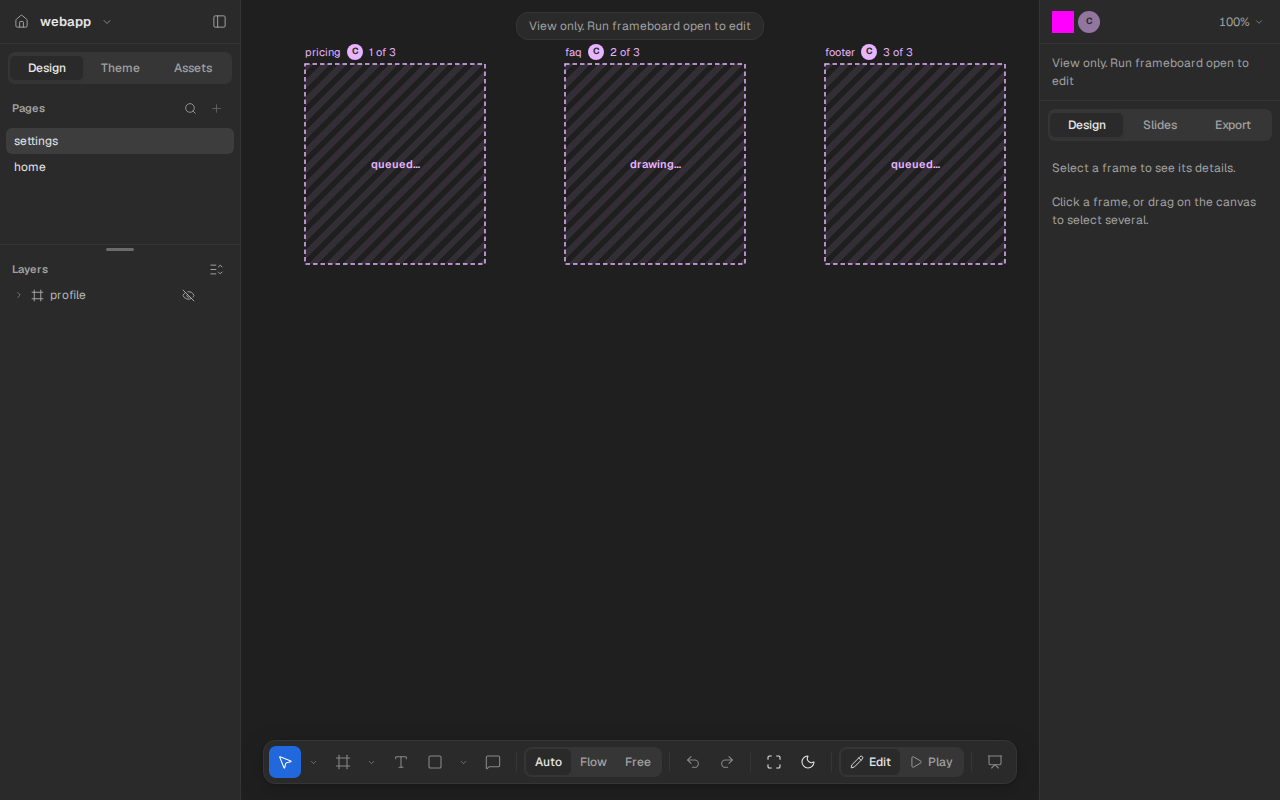 webapp
Design
Theme
Assets
Pages
settings
home
Layers
profile
View only. Run frameboard open to edit
pricing C 1 of 3
faq C 2 of 3
footer C 3 of 3
queued...
drawing...
queued...
Auto
Flow
Free
Edit
Play
C
100%
View only. Run frameboard open to
edit
Design
Slides
Export
Select a frame to see its details.
Click a frame, or drag on the canvas
to select several.